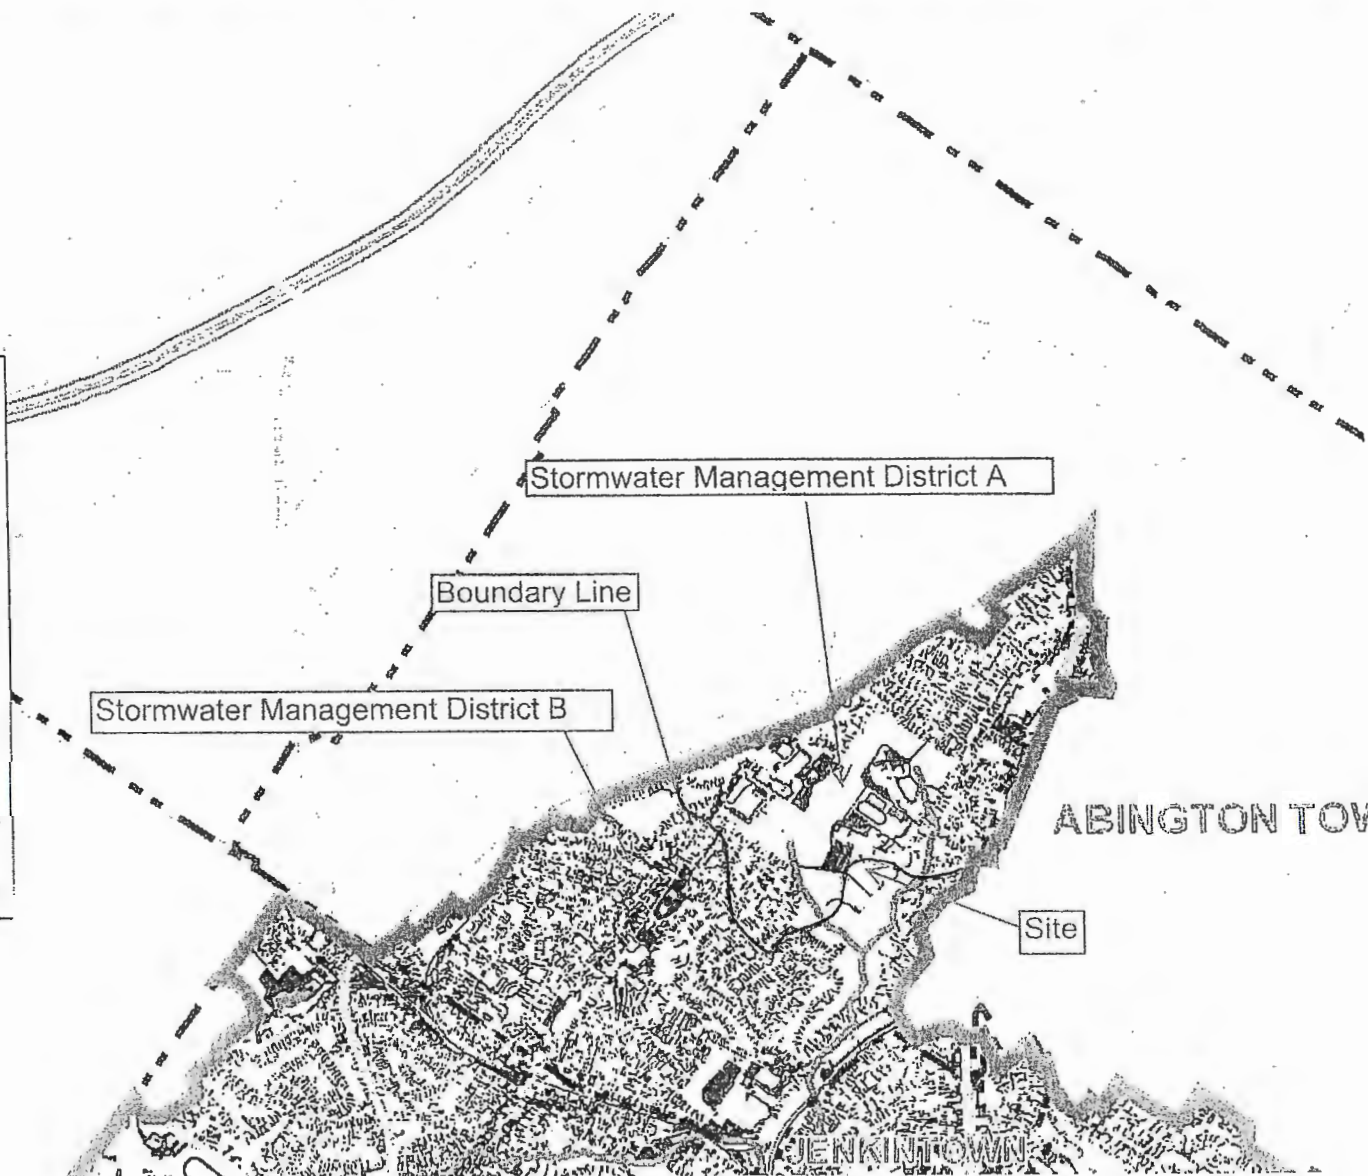 Stormwater Management District A
Boundary Line
Stormwater Management District B
ABINGTON TOW
Site
JENKINTOWN